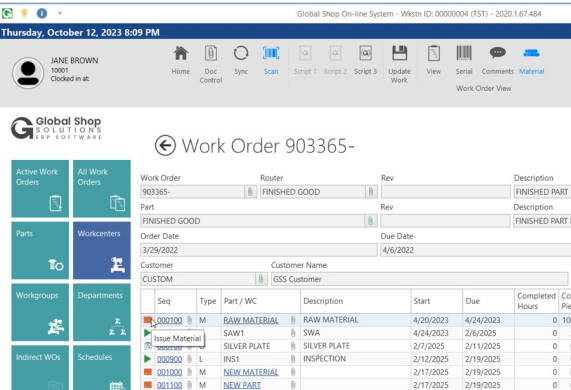 Global Shop On-line System - Wkstn ID: 00000004 (TST) - 2020.1.67.484
Thursday, October 12, 2023 8:09 PM
JANE BROWN
10001
Clocked in at:
Home
Doc Control
Sync
Scan
Script 1
Script 2
Script 3
Update Work
View
Serial
Comments
Material
Work Order View
Global Shop
SOLUTIONS
ERP SOFTWARE
Work Order 903365-
Active Work Orders
All Work Orders
Parts
Workcenters
Workgroups
Departments
Indirect WOs
Schedules
Work Order Router Rev Description
903365- FINISHED GOOD FINISHED PART
Part Rev Description
FINISHED GOOD FINISHED PART
Order Date Due Date
3/29/2022 4/6/2022
Customer Customer Name
CUSTOM GSS Customer
Seq Type Part / WC Description Start Due Completed Hours
000100 M RAW MATERIAL RAW MATERIAL 4/20/2023 4/24/2023 0
SAW1 SWA 4/24/2023 2/6/2025 0
Issue Material
SILVER PLATE SILVER PLATE 2/7/2025 2/11/2025 0
000900 L INS1 INSPECTION 2/12/2025 2/19/2025 0
001000 M NEW MATERIAL 2/17/2025 2/19/2025 0
001100 M NEW PART 2/17/2025 2/19/2025 0